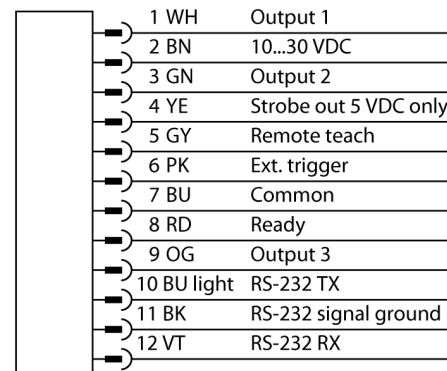 1 WH Output 1
2 BN 10...30 VDC
3 GN Output 2
4 YE Strobe out 5 VDC only
5 GY Remote teach
6 PK Ext. trigger
7 BU Common
8 RD Ready
9 OG Output 3
10 BU light RS-232 TX
11 BK RS-232 signal ground
12 VT RS-232 RX